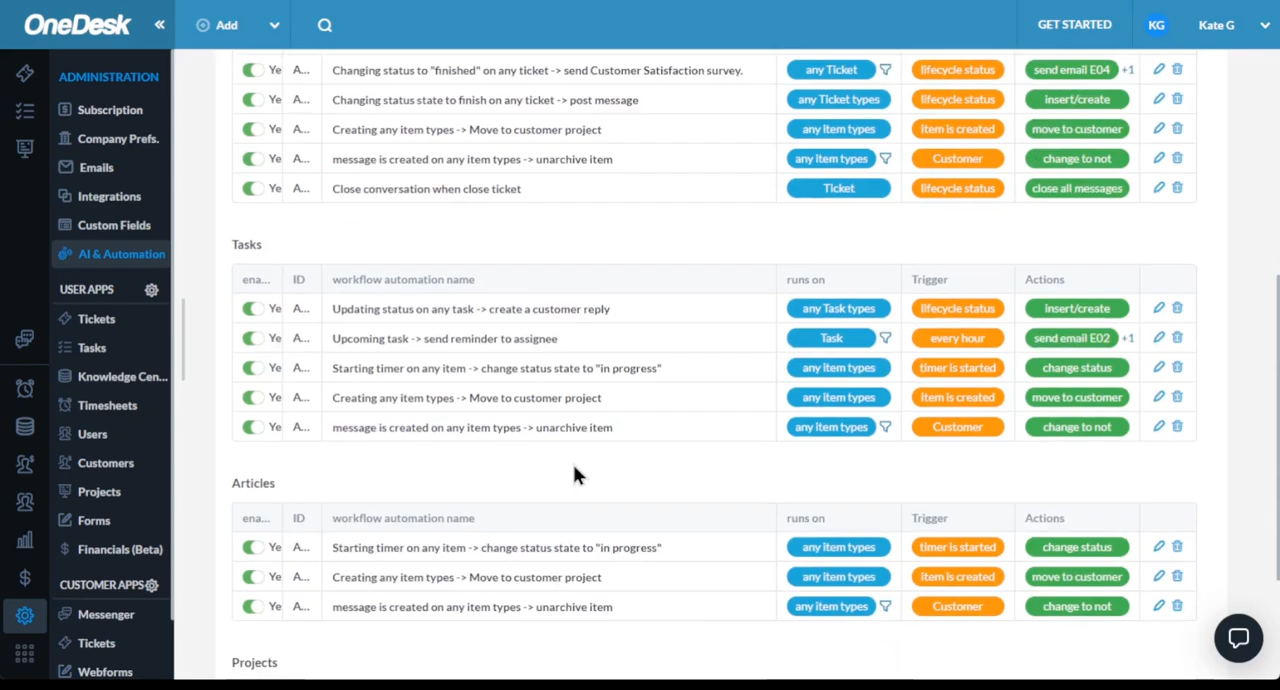 OneDesk
Add
GET STARTED
KG
Kate G
ADMINISTRATION
Subscription
Company Prefs.
Emails
Integrations
Custom Fields
AI & Automation
USER APPS
Tickets
Tasks
Knowledge Cen...
Timesheets
Users
Customers
Projects
Forms
Financials (Beta)
CUSTOMER APPS
Messenger
Tickets
Webforms
Ye A... Changing status to "finished" on any ticket -> send Customer Satisfaction survey. any Ticket lifecycle status send email E04 +1
Ye A... Changing status state to finish on any ticket -> post message any Ticket types lifecycle status insert/create
Ye A... Creating any item types -> Move to customer project any item types item is created move to customer
Ye A... message is created on any item types -> unarchive item any item types Customer change to not
Ye A... Close conversation when close ticket Ticket lifecycle status close all messages
Tasks
ena... ID workflow automation name runs on Trigger Actions
Ye A... Updating status on any task -> create a customer reply any Task types lifecycle status insert/create
Ye A... Upcoming task -> send reminder to assignee Task every hour send email E02 +1
Ye A... Starting timer on any item -> change status state to "in progress" any item types timer is started change status
Ye A... Creating any item types -> Move to customer project any item types item is created move to customer
Ye A... message is created on any item types -> unarchive item any item types Customer change to not
Articles
ena... ID workflow automation name runs on Trigger Actions
Ye A... Starting timer on any item -> change status state to "in progress" any item types timer is started change status
Ye A... Creating any item types -> Move to customer project any item types item is created move to customer
Ye A... message is created on any item types -> unarchive item any item types Customer change to not
Projects